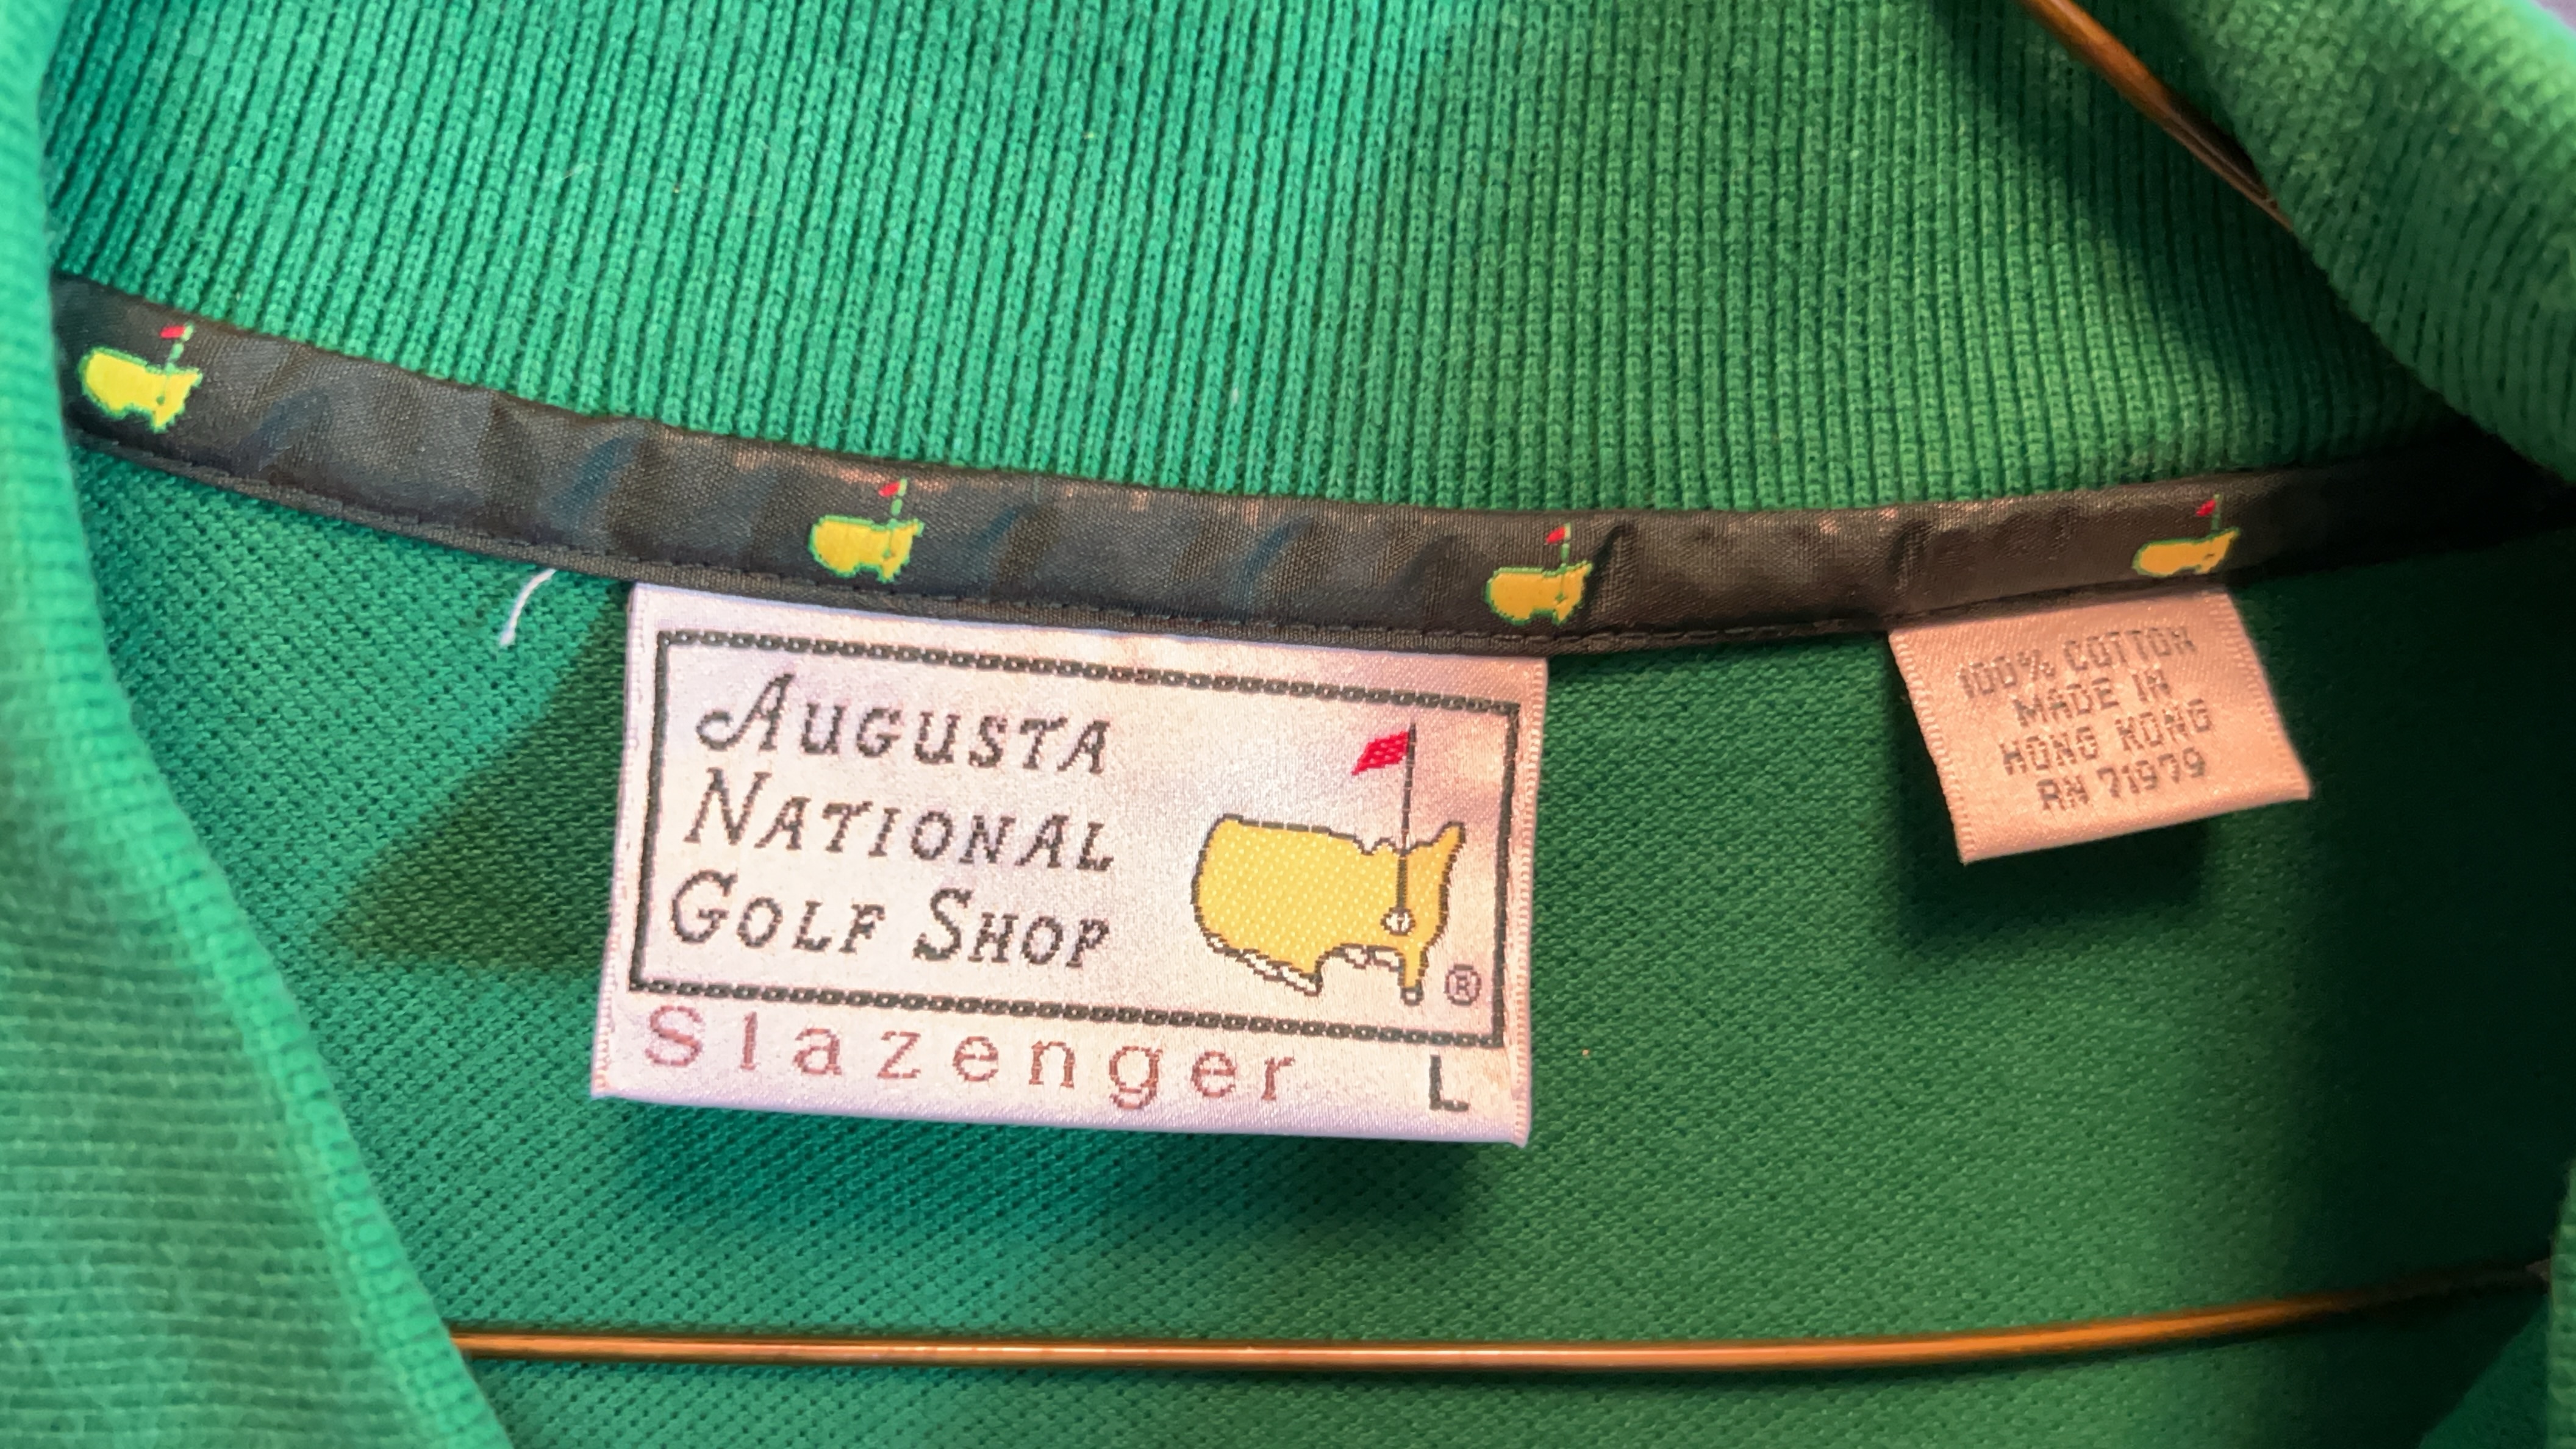 AUGUSTA
NATIONAL
GOLF SHOP
®
Slazenger L
100% COTTON
MADE IN
HONG KONG
RN 71979